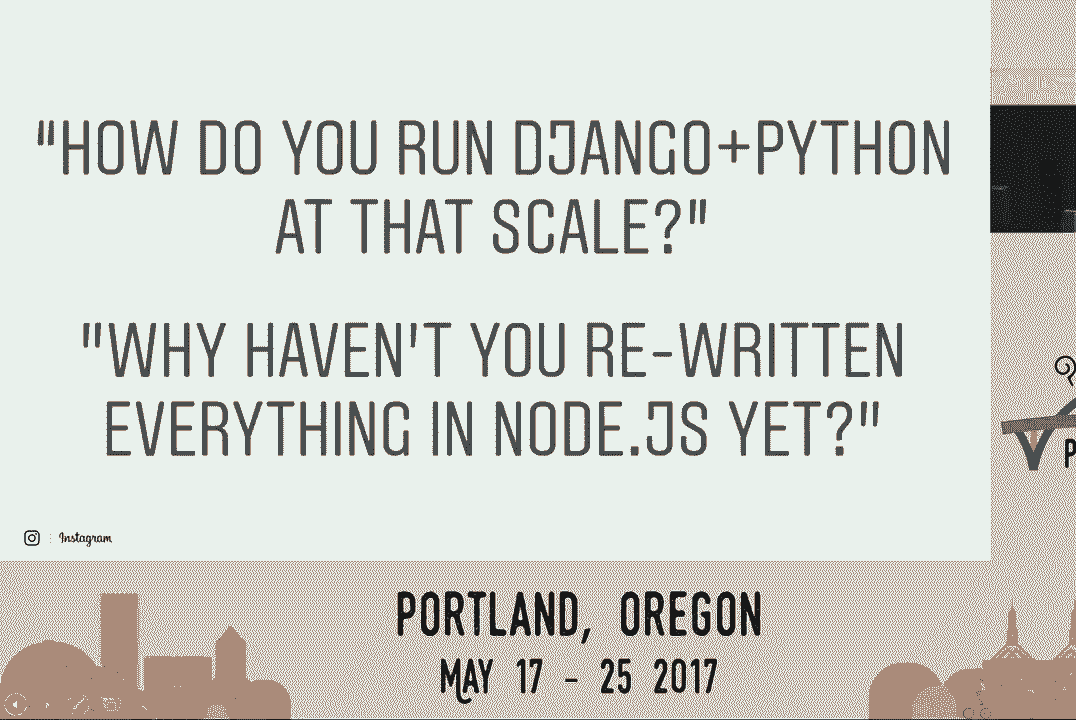 "HOW DO YOU RUN DJANGO+PYTHON
AT THAT SCALE?"
"WHY HAVEN'T YOU RE-WRITTEN
EVERYTHING IN NODE.JS YET?"
Instagram
PORTLAND, OREGON
MAY 17 - 25 2017